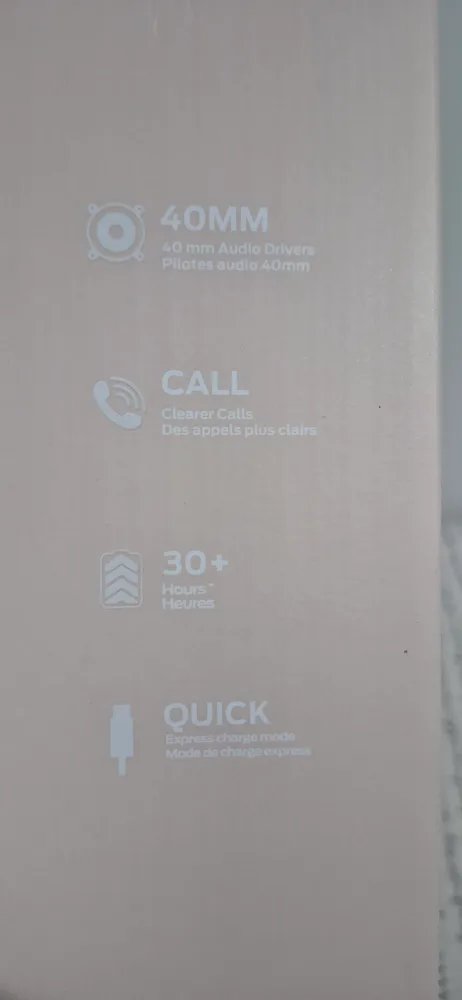 40MM
40 mm Audio Drivers
Pilotes audio 40mm
CALL
Clearer Calls
Des appels plus clairs
30+
Hours*
Heures
QUICK
Express charge mode
Mode de charge express